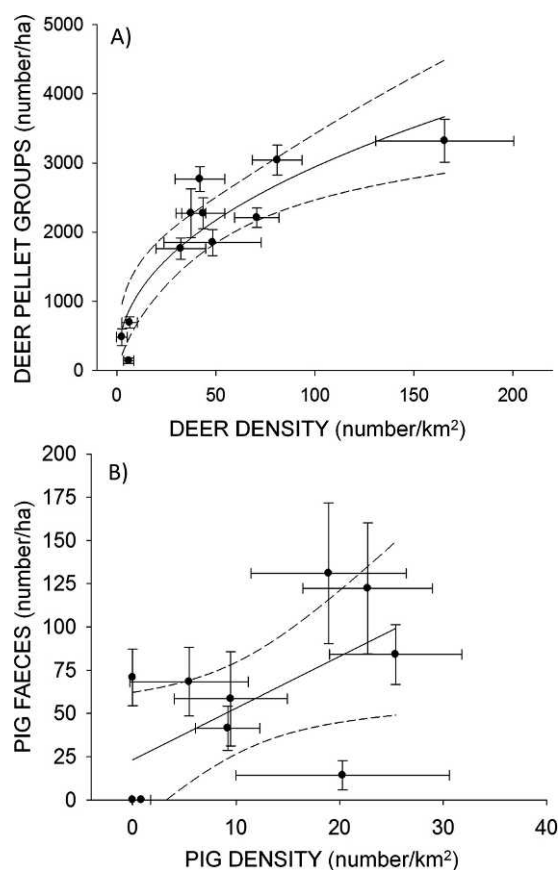 A)
DEER PELLET GROUPS (number/ha)
5000
4000
3000
2000
1000
0
0 50 100 150 200
DEER DENSITY (number/km²)
B)
PIG FAECES (number/ha)
200
175
150
125
100
75
50
25
0
0 10 20 30 40
PIG DENSITY (number/km²)